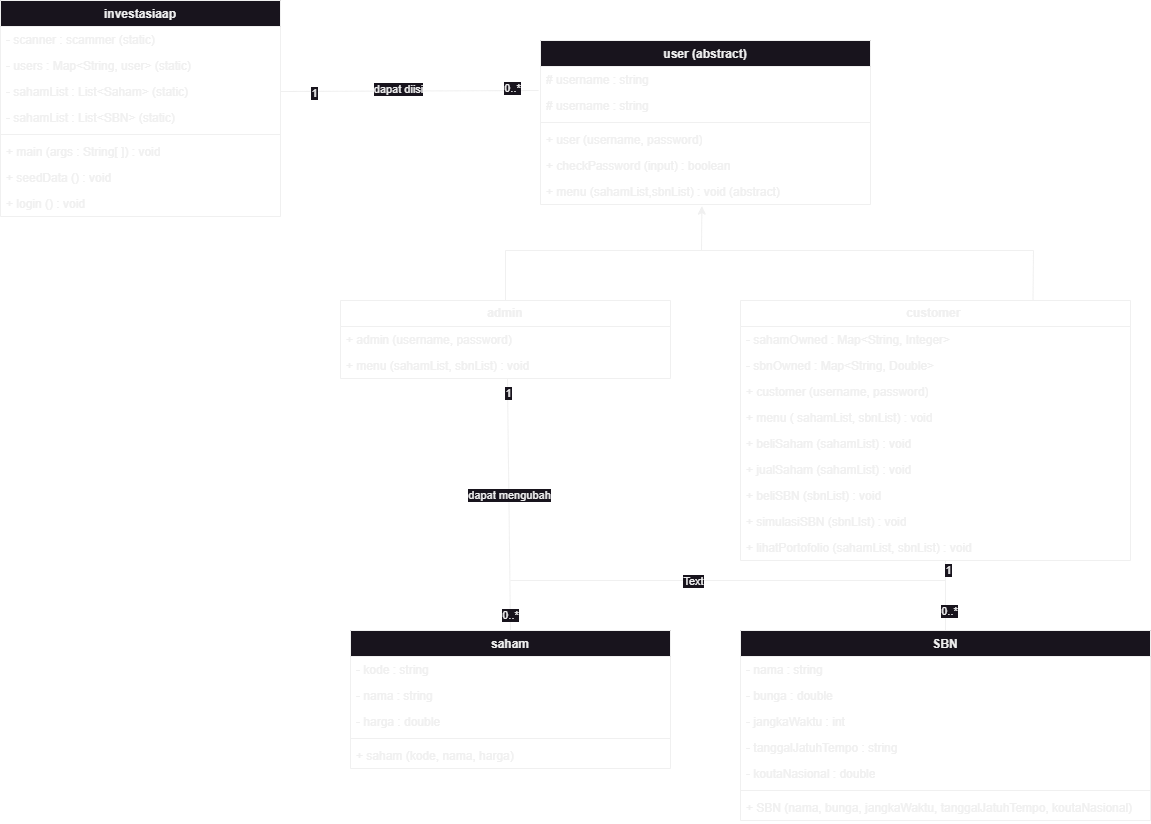 investasiaap
- scanner : scammer (static)
- users : Map<String, user> (static)
- sahamList : List<Saham> (static)
- sahamList : List<SBN> (static)
+ main (args : String[ ]) : void
+ seedData () : void
+ login () : void
1
dapat diisi
0..*
user (abstract)
# username : string
# username : string
+ user (username, password)
+ checkPassword (input) : boolean
+ menu (sahamList,sbnList) : void (abstract)
admin
+ admin (username, password)
+ menu (sahamList, sbnList) : void
customer
- sahamOwned : Map<String, Integer>
- sbnOwned : Map<String, Double>
+ customer (username, password)
+ menu ( sahamList, sbnList) : void
+ beliSaham (sahamList) : void
+ jualSaham (sahamList) : void
+ beliSBN (sbnList) : void
+ simulasiSBN (sbnList) : void
+ lihatPortofolio (sahamList, sbnList) : void
1
dapat mengubah
Text
0..*
1
0..*
saham
- kode : string
- nama : string
- harga : double
+ saham (kode, nama, harga)
SBN
- nama : string
- bunga : double
- jangkaWaktu : int
- tanggalJatuhTempo : string
- koutaNasional : double
+ SBN (nama, bunga, jangkaWaktu, tanggalJatuhTempo, koutaNasional)